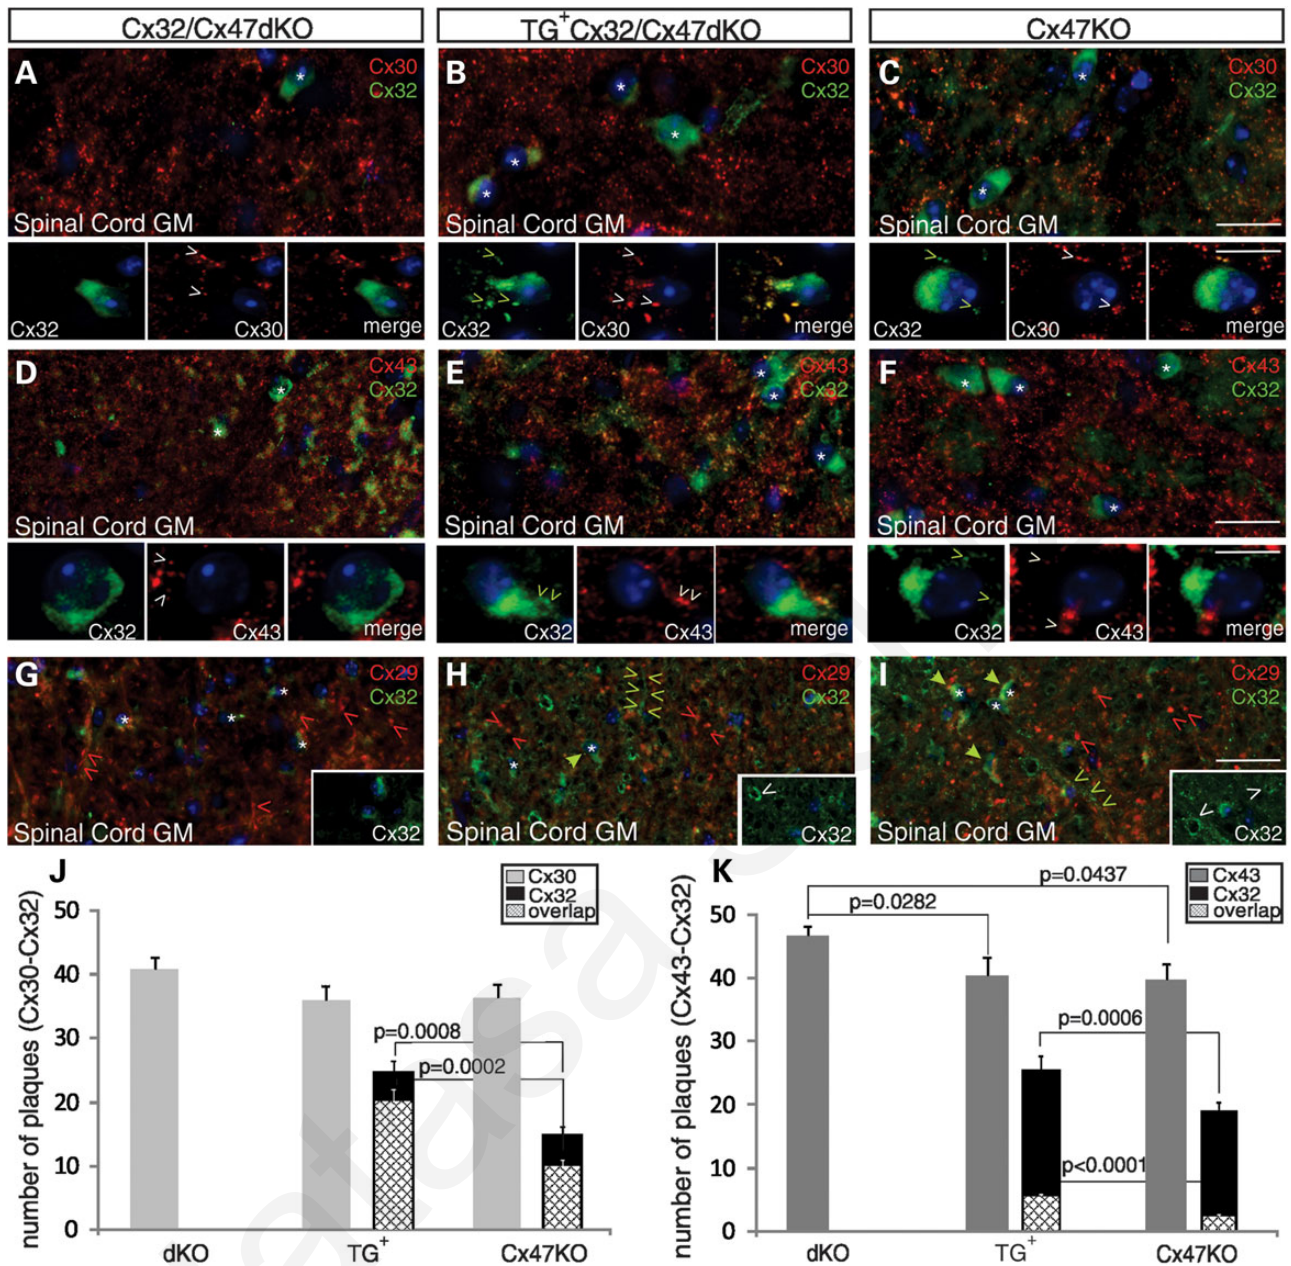 Cx32/Cx47dKO
TG+Cx32/Cx47dKO
Cx47KO
A
Cx30
Cx32
Spinal Cord GM
B
Cx30
Cx32
Spinal Cord GM
C
Cx30
Cx32
Spinal Cord GM
Cx32
Cx30
merge
Cx32
Cx30
merge
Cx32
Cx30
merge
D
Cx43
Cx32
Spinal Cord GM
E
Cx43
Cx32
Spinal Cord GM
F
Cx43
Cx32
Spinal Cord GM
Cx32
Cx43
merge
Cx32
Cx43
merge
Cx32
Cx43
merge
G
Cx29
Cx32
Spinal Cord GM
Cx32
H
Cx29
Cx32
Spinal Cord GM
Cx32
I
Cx29
Cx32
Spinal Cord GM
Cx32
J
Cx30
Cx32
overlap
number of plaques (Cx30-Cx32)
50
40
30
20
10
0
p=0.0008
p=0.0002
dKO
TG+
Cx47KO
K
Cx43
Cx32
overlap
number of plaques (Cx43-Cx32)
50
40
30
20
10
0
p=0.0437
p=0.0282
p=0.0006
p<0.0001
dKO
TG+
Cx47KO